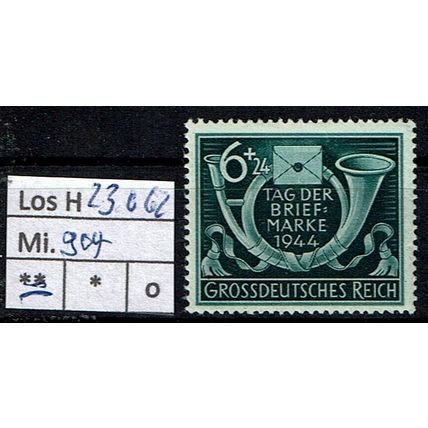 Los H 23062
Mi. 904
** * o
6+24
TAG DER
BRIEF-
MARKE
1944
GROSSDEUTSCHES REICH